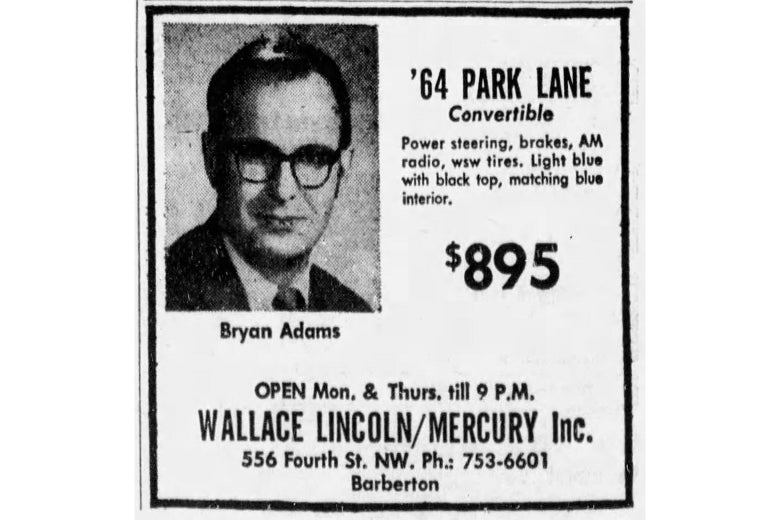 '64 PARK LANE
Convertible
Power steering, brakes, AM
radio, wsw tires. Light blue
with black top, matching blue
interior.
$895
Bryan Adams
OPEN Mon. & Thurs. till 9 P.M.
WALLACE LINCOLN/MERCURY Inc.
556 Fourth St. NW. Ph.: 753-6601
Barberton